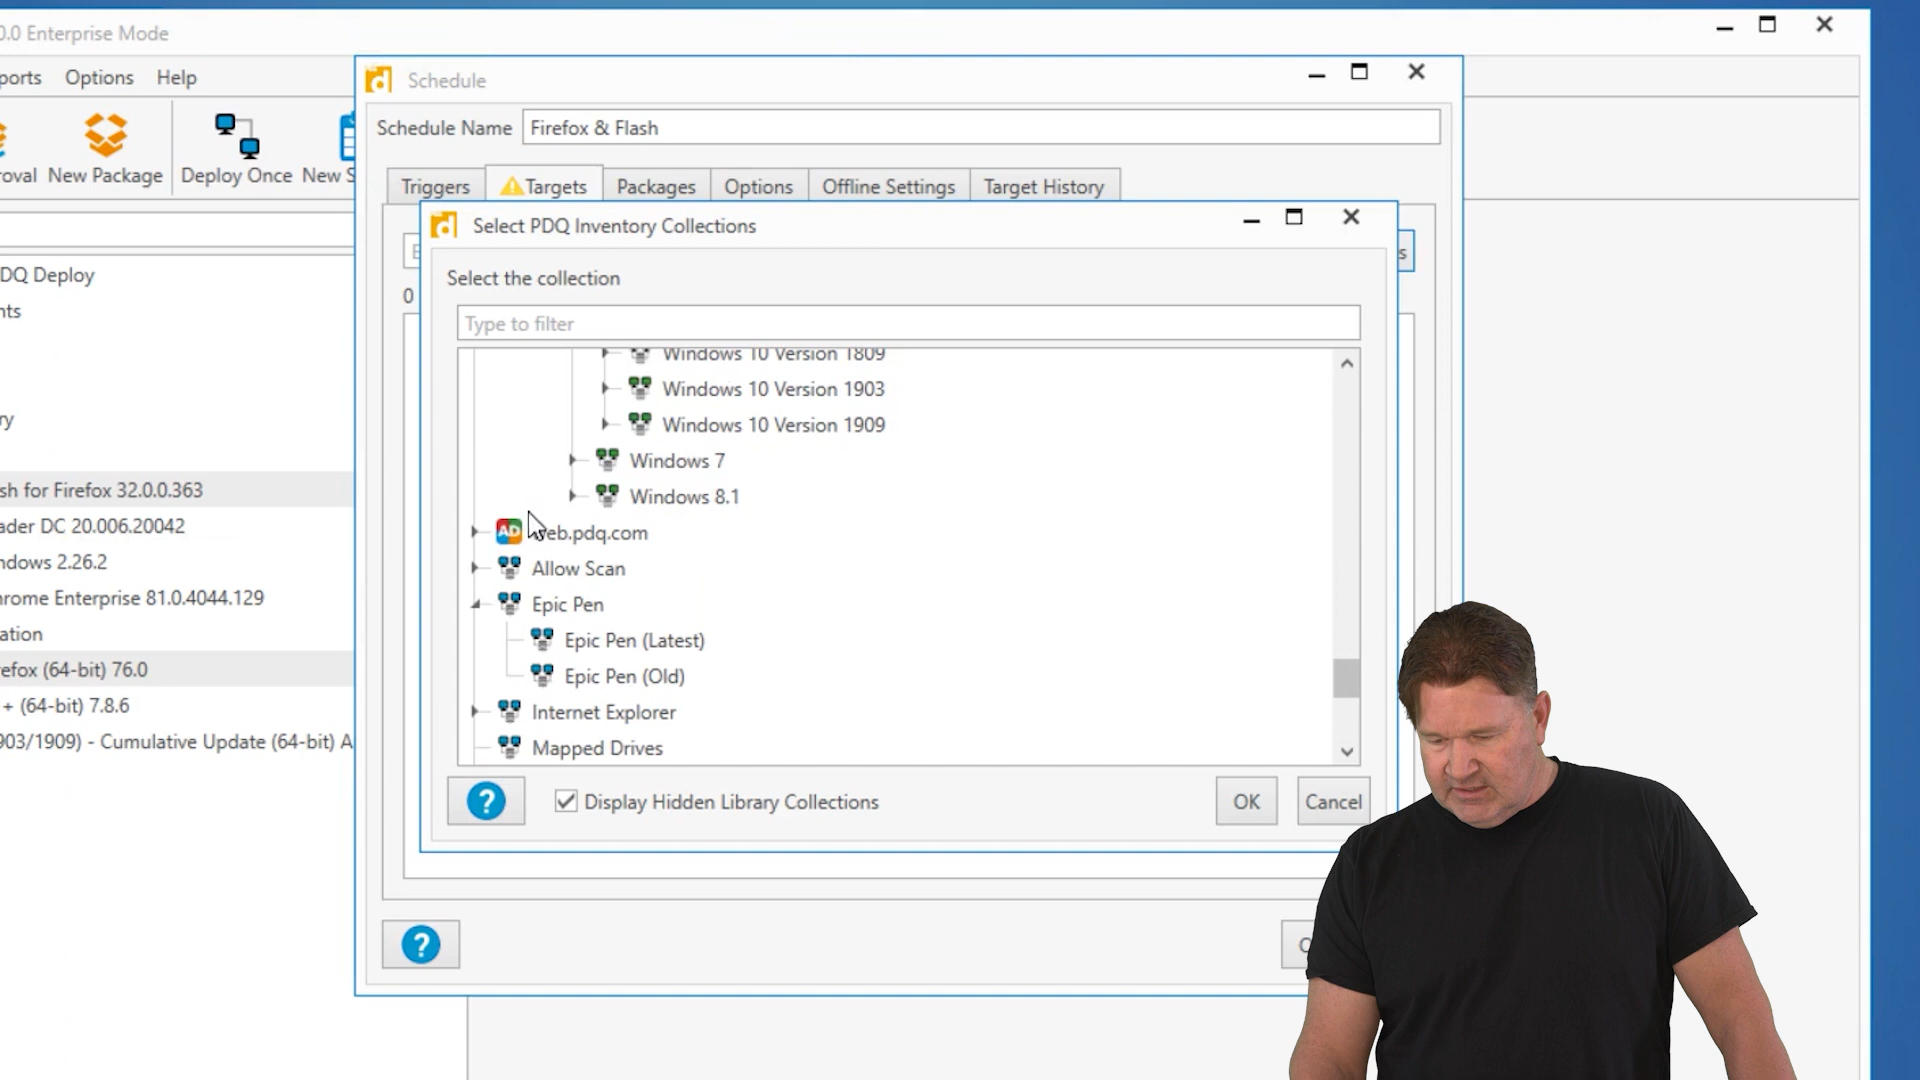 0.0 Enterprise Mode
ports Options Help
oval New Package Deploy Once New S
DQ Deploy
nts
ry
sh for Firefox 32.0.0.363
ader DC 20.006.20042
ndows 2.26.2
hrome Enterprise 81.0.4044.129
ation
refox (64-bit) 76.0
+ (64-bit) 7.8.6
903/1909) - Cumulative Update (64-bit) A
Schedule
Schedule Name Firefox & Flash
Triggers Targets Packages Options Offline Settings Target History
0
Select PDQ Inventory Collections
Select the collection
Type to filter
Windows 10 Version 1809
Windows 10 Version 1903
Windows 10 Version 1909
Windows 7
Windows 8.1
AD eb.pdq.com
Allow Scan
Epic Pen
Epic Pen (Latest)
Epic Pen (Old)
Internet Explorer
Mapped Drives
? Display Hidden Library Collections OK Cancel
?